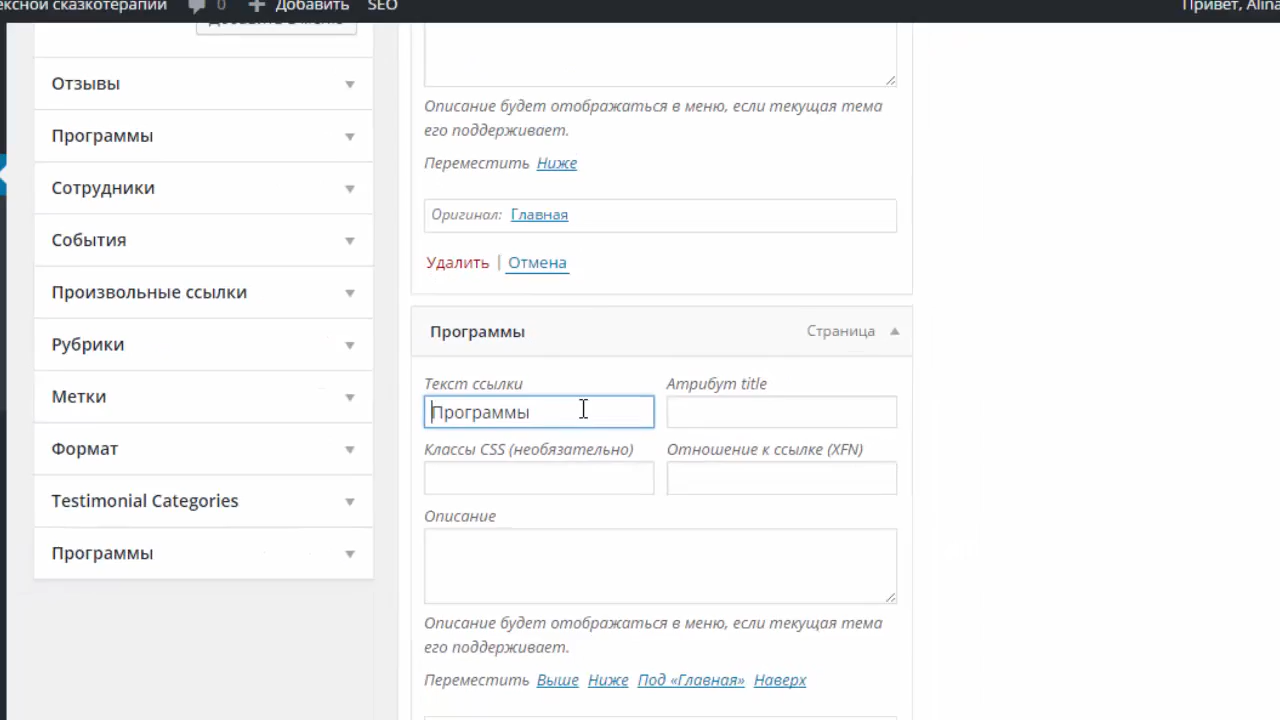 ексной сказкотерапии 0 Добавить SEO Привет, Alina
Отзывы
Программы
Сотрудники
События
Произвольные ссылки
Рубрики
Метки
Формат
Testimonial Categories
Программы
Описание будет отображаться в меню, если текущая тема
его поддерживает.
Переместить Ниже
Оригинал: Главная
Удалить | Отмена
Программы Страница
Текст ссылки Атрибут title
Программы
Классы CSS (необязательно) Отношение к ссылке (XFN)
Описание
Описание будет отображаться в меню, если текущая тема
его поддерживает.
Переместить Выше Ниже Под «Главная» Наверх